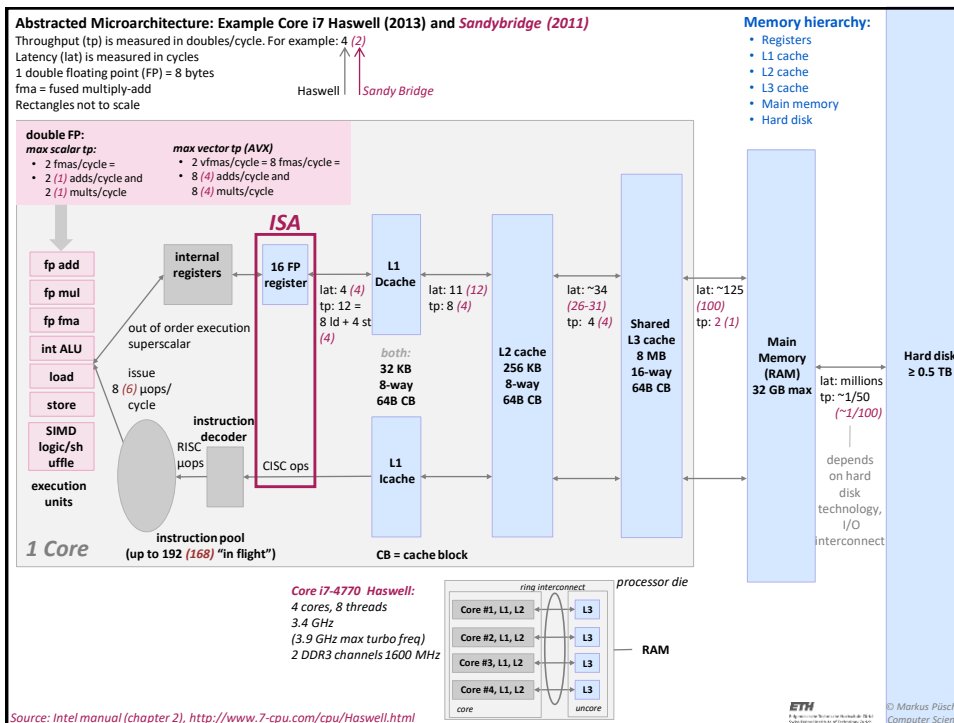 Abstracted Microarchitecture: Example Core i7 Haswell (2013) and Sandybridge (2011)
Throughput (tp) is measured in doubles/cycle. For example: 4 (2)
Latency (lat) is measured in cycles
1 double floating point (FP) = 8 bytes
fma = fused multiply-add
Rectangles not to scale
Haswell
Sandy Bridge
Memory hierarchy:
• Registers
• L1 cache
• L2 cache
• L3 cache
• Main memory
• Hard disk
double FP:
max scalar tp:
• 2 fmas/cycle =
• 2 (1) adds/cycle and
2 (1) mults/cycle
max vector tp (AVX)
• 2 vfmas/cycle = 8 fmas/cycle =
• 8 (4) adds/cycle and
8 (4) mults/cycle
ISA
fp add
fp mul
fp fma
int ALU
load
store
SIMD
logic/sh
uffle
execution
units
internal
registers
16 FP
register
out of order execution
superscalar
issue
8 (6) μops/
cycle
RISC
μops
instruction
decoder
CISC ops
instruction pool
(up to 192 (168) “in flight”)
1 Core
lat: 4 (4)
tp: 12 =
8 ld + 4 st
(4)
L1
Dcache
both:
32 KB
8-way
64B CB
L1
Icache
CB = cache block
lat: 11 (12)
tp: 8 (4)
L2 cache
256 KB
8-way
64B CB
lat: ~34
(26-31)
tp: 4 (4)
Shared
L3 cache
8 MB
16-way
64B CB
lat: ~125
(100)
tp: 2 (1)
Main
Memory
(RAM)
32 GB max
lat: millions
tp: ~1/50
(~1/100)
depends
on hard
disk
technology,
I/O
interconnect
Hard disk
≥ 0.5 TB
Core i7-4770 Haswell:
4 cores, 8 threads
3.4 GHz
(3.9 GHz max turbo freq)
2 DDR3 channels 1600 MHz
ring interconnect
processor die
Core #1, L1, L2
L3
Core #2, L1, L2
L3
Core #3, L1, L2
L3
Core #4, L1, L2
L3
core
uncore
RAM
Source: Intel manual (chapter 2), http://www.7-cpu.com/cpu/Haswell.html
ETH
© Markus Püsch
Computer Scien